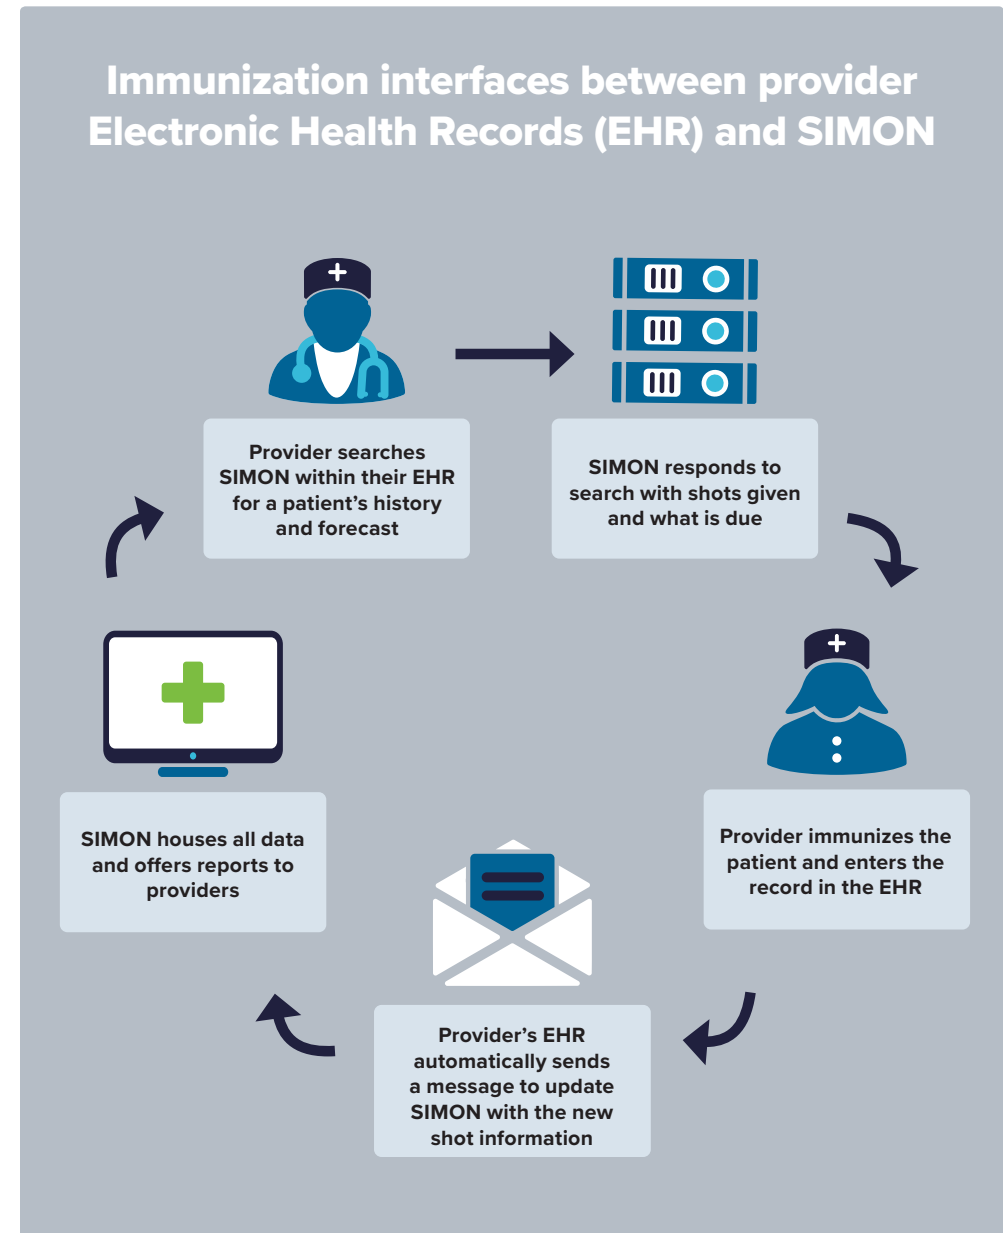 Immunization interfaces between provider
Electronic Health Records (EHR) and SIMON
Provider searches
SIMON within their EHR
for a patient’s history
and forecast
SIMON responds to
search with shots given
and what is due
Provider immunizes the
patient and enters the
record in the EHR
Provider’s EHR
automatically sends
a message to update
SIMON with the new
shot information
SIMON houses all data
and offers reports to
providers